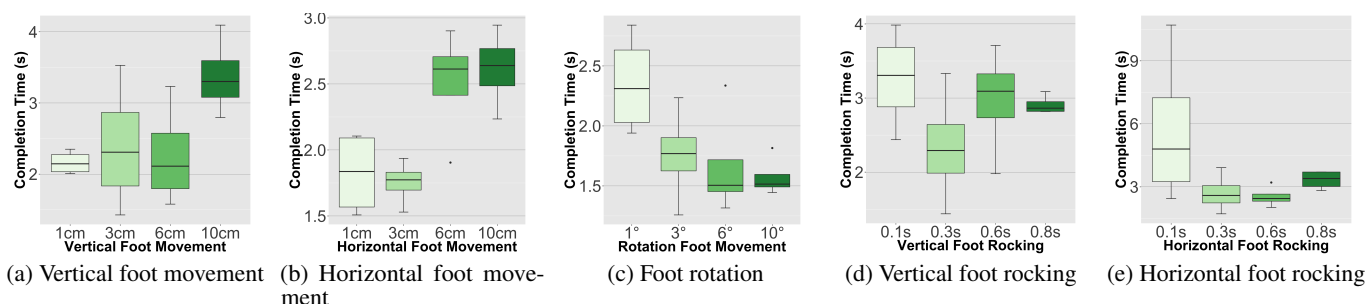 Completion Time (s)
4
3
2
1cm 3cm 6cm 10cm
Vertical Foot Movement
(a) Vertical foot movement
Completion Time (s)
3.0
2.5
2.0
1.5
1cm 3cm 6cm 10cm
Horizontal Foot Movement
(b) Horizontal foot move-
ment
Completion Time (s)
2.5
2.0
1.5
1° 3° 6° 10°
Rotation Foot Movement
(c) Foot rotation
Completion Time (s)
4
3
2
0.1s 0.3s 0.6s 0.8s
Vertical Foot Rocking
(d) Vertical foot rocking
Completion Time (s)
9
6
3
0.1s 0.3s 0.6s 0.8s
Horizontal Foot Rocking
(e) Horizontal foot rocking